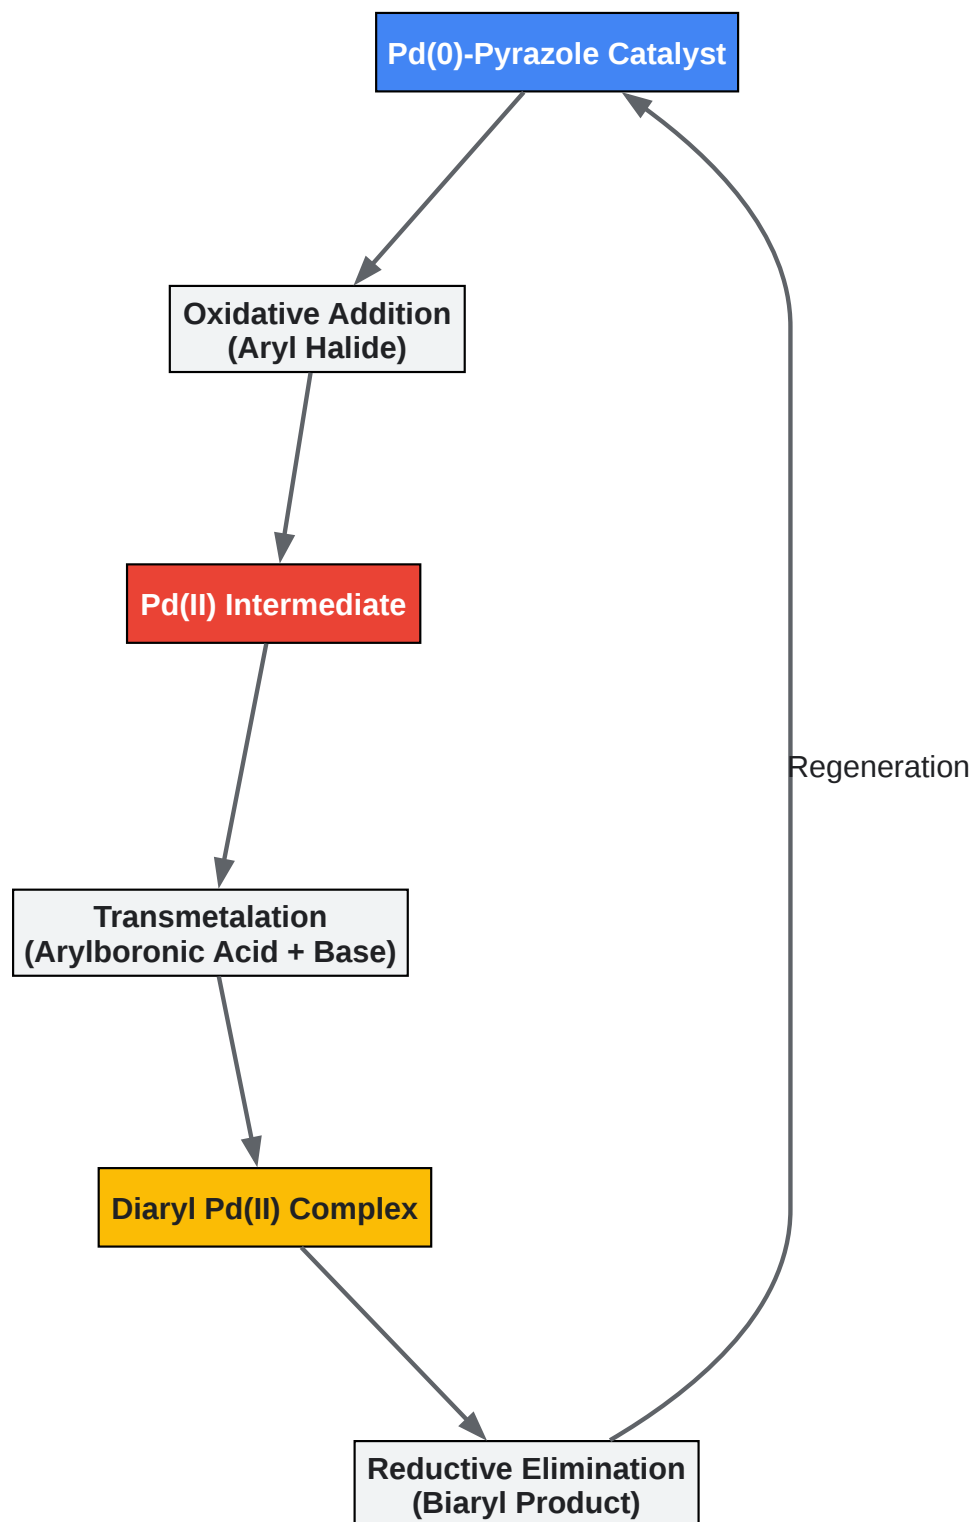 Pd(0)-Pyrazole Catalyst
Oxidative Addition
(Aryl Halide)
Pd(II) Intermediate
Regeneration
Transmetalation
(Arylboronic Acid + Base)
Diaryl Pd(II) Complex
Reductive Elimination
(Biaryl Product)